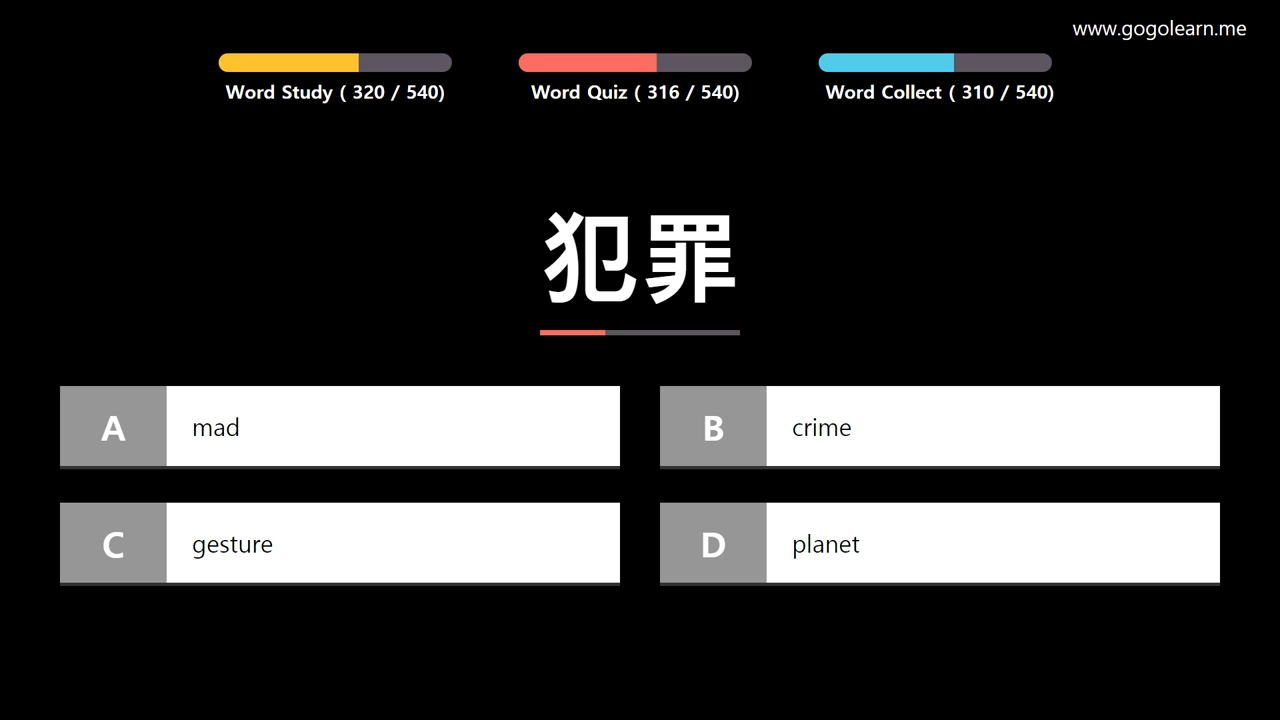 www.gogolearn.me
Word Study ( 320 / 540)
Word Quiz ( 316 / 540)
Word Collect ( 310 / 540)
犯罪
A mad
B crime
C gesture
D planet